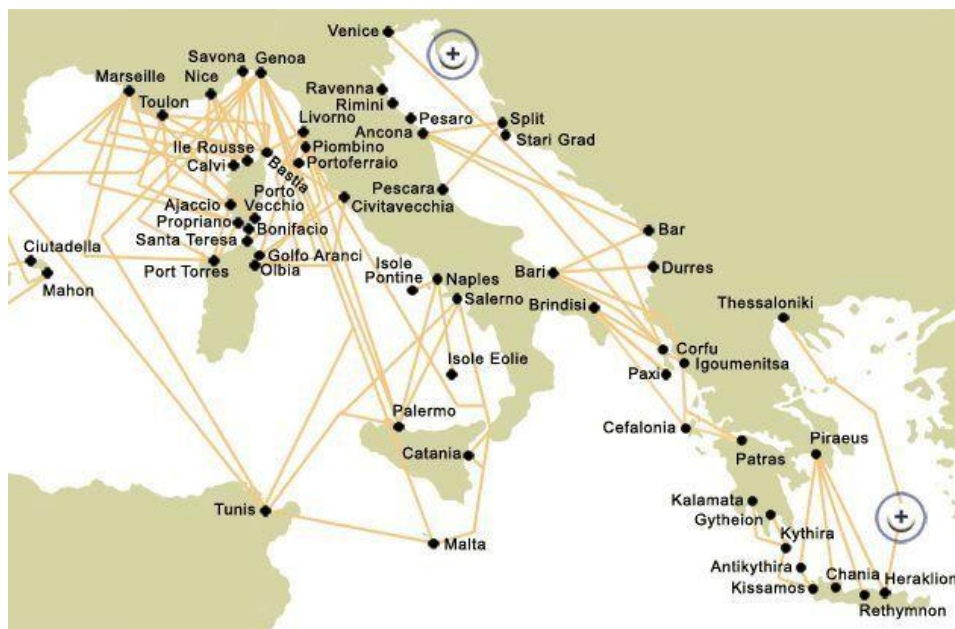 Venice
Savona
Genoa
Marseille
Nice
Toulon
Ravenna
Rimini
Pesaro
Livorno
Ancona
Split
Stari Grad
Ile Rousse
Piombino
Calvi
Bastia
Portoferraio
Porto
Vecchio
Pescara
Civitavecchia
Ajaccio
Propriano
Bonifacio
Santa Teresa
Bar
Ciutadella
Golfo Aranci
Port Torres
Olbia
Isole
Pontine
Naples
Bari
Durres
Mahon
Salerno
Brindisi
Thessaloniki
Corfu
Igoumenitsa
Isole Eolie
Paxi
Palermo
Cefalonia
Piraeus
Catania
Patras
Tunis
Kalamata
Gytheion
Kythira
Malta
Antikythira
Chania
Heraklion
Kissamos
Rethymnon